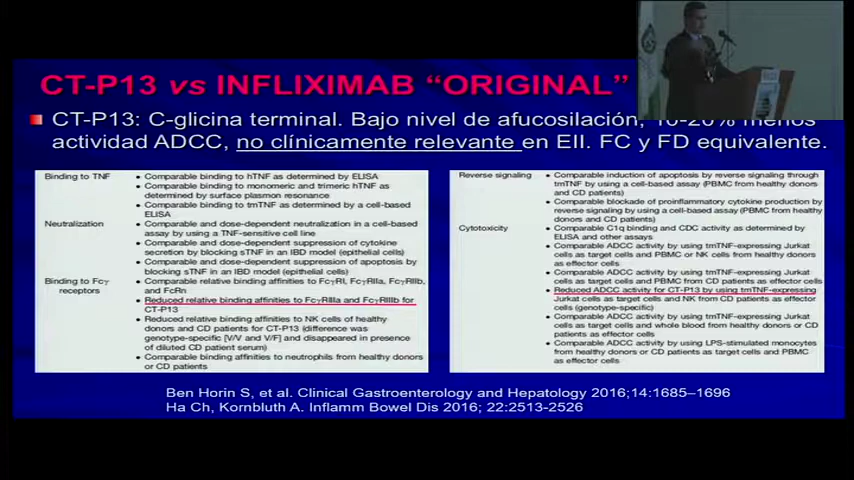 CT-P13 vs INFLIXIMAB “ORIGINAL”
CT-P13: C-glicina terminal. Bajo nivel de afucosilación, 10-20% menos
actividad ADCC, no clínicamente relevante en EII. FC y FD equivalente.
Binding to TNF
• Comparable binding to hTNF as determined by ELISA
• Comparable binding to monomeric and trimeric hTNF as
determined by surface plasmon resonance
• Comparable binding to tmTNF as determined by a cell-based
ELISA
Neutralization
• Comparable and dose-dependent neutralization in a cell-based
assay by using a TNF-sensitive cell line
• Comparable and dose-dependent suppression of cytokine
secretion by blocking sTNF in an IBD model (epithelial cells)
• Comparable and dose-dependent suppression of apoptosis by
blocking sTNF in an IBD model (epithelial cells)
Binding to Fcγ
receptors
• Comparable relative binding affinities to FcγRI, FcγRIIa, FcγRIIb,
and FcRn
• Reduced relative binding affinities to FcγRIIIa and FcγRIIIb for
CT-P13
• Reduced relative binding affinities to NK cells of healthy
donors and CD patients for CT-P13 (difference was
genotype-specific [V/V and V/F] and disappeared in presence
of diluted CD patient serum)
• Comparable binding affinities to neutrophils from healthy donors
or CD patients
Reverse signaling
• Comparable induction of apoptosis by reverse signaling through
tmTNF by using a cell-based assay (PBMC from healthy donors
and CD patients)
• Comparable blockade of proinflammatory cytokine production by
reverse signaling by using a cell-based assay (PBMC from healthy
donors and CD patients)
Cytotoxicity
• Comparable C1q binding and CDC activity as determined by
ELISA and other assays
• Comparable ADCC activity by using tmTNF-expressing Jurkat
cells as target cells and PBMC or NK cells from healthy donors
as effector cells
• Comparable ADCC activity by using tmTNF-expressing Jurkat
cells as target cells and PBMC from CD patients as effector cells
• Reduced ADCC activity for CT-P13 by using tmTNF-expressing
Jurkat cells as target cells and NK from CD patients as effector
cells (genotype-specific)
• Comparable ADCC activity by using tmTNF-expressing Jurkat
cells as target cells and whole blood from healthy donors or CD
patients as effector cells
• Comparable ADCC activity by using LPS-stimulated monocytes
from healthy donors or CD patients as target cells and PBMC
as effector cells
Ben Horin S, et al. Clinical Gastroenterology and Hepatology 2016;14:1685–1696
Ha Ch, Kornbluth A. Inflamm Bowel Dis 2016; 22:2513-2526